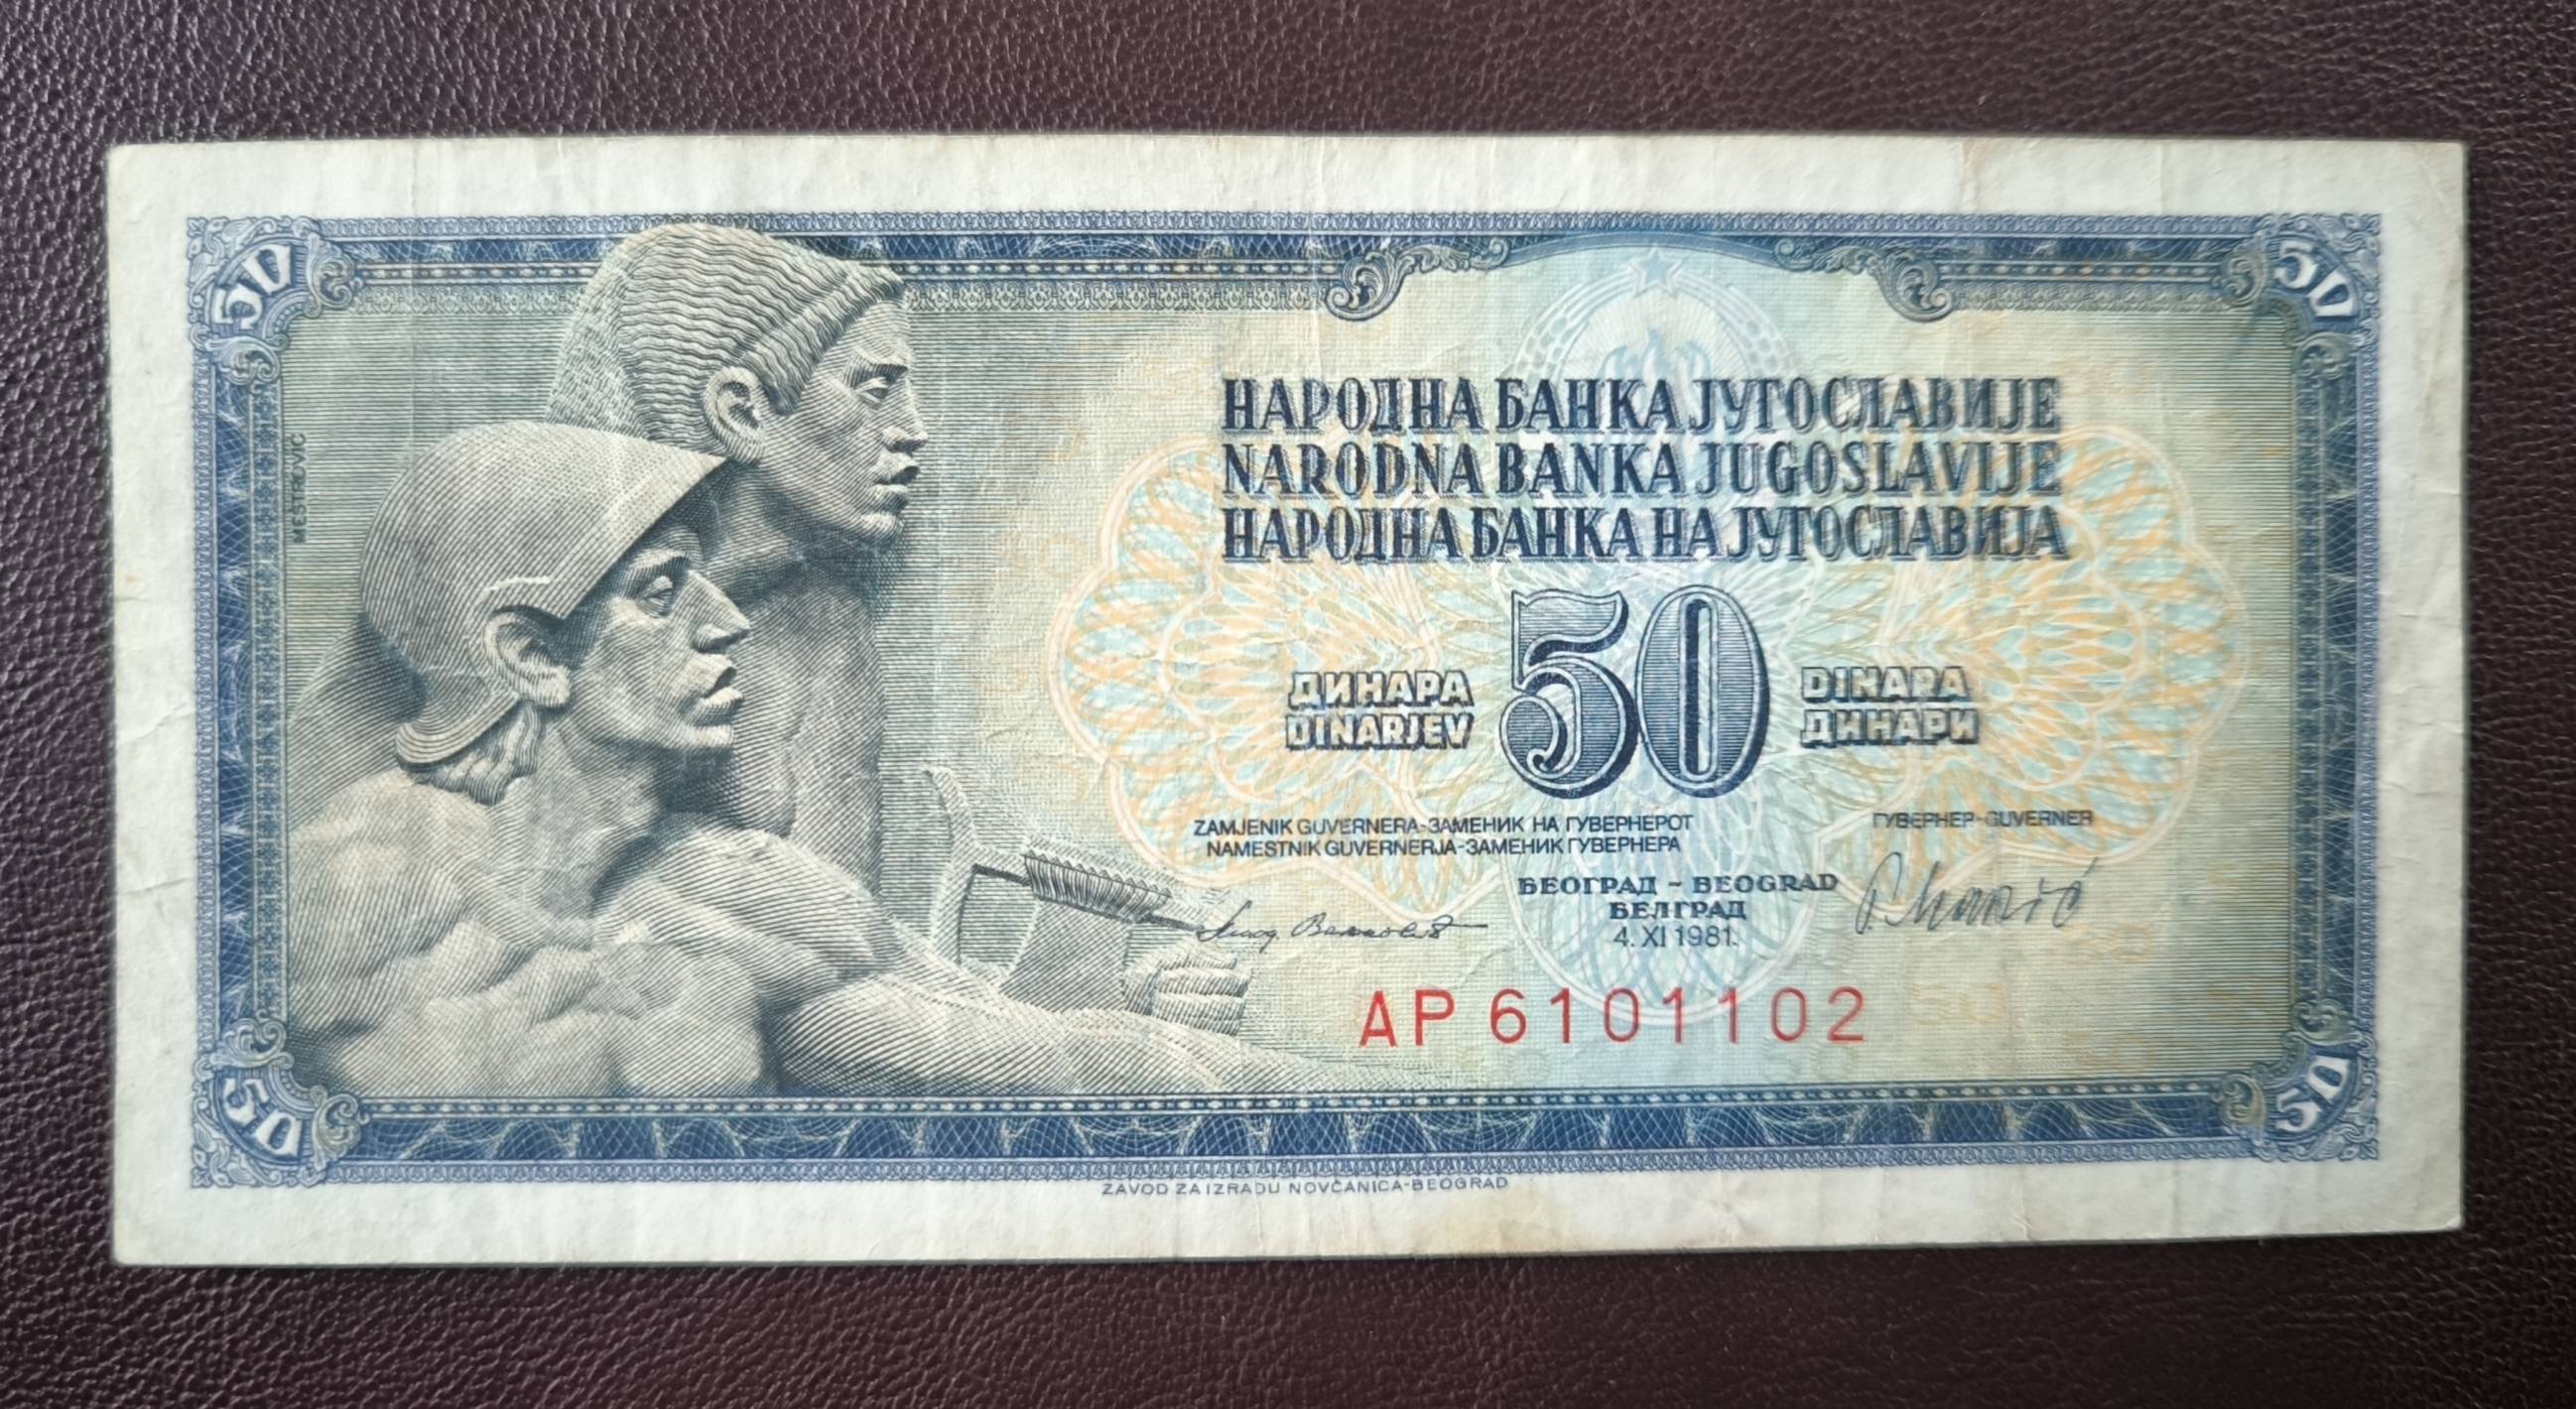 50
50
MEŠTROVIĆ
НАРОДНА БАНКА ЈУГОСЛАВИЈЕ
NARODNA BANKA JUGOSLAVIJE
НАРОДНА БАНКА НА ЈУГОСЛАВИЈА
ДИНАРА 50 DINARA
DINARJEV ДИНАРИ
ZAMJENIK GUVERNERA-ЗАМЕНИК НА ГУВЕРНЕРОТ ГУВЕРНЕР-GUVERNER
NAMESTNIK GUVERNERJA-ЗАМЕНИК ГУВЕРНЕРА
БЕОГРАД - BEOGRAD
БЕЛГРАД
4. XI 1981.
AP 6101102
50
50
ZAVOD ZA IZRADU NOVČANICA-BEOGRAD